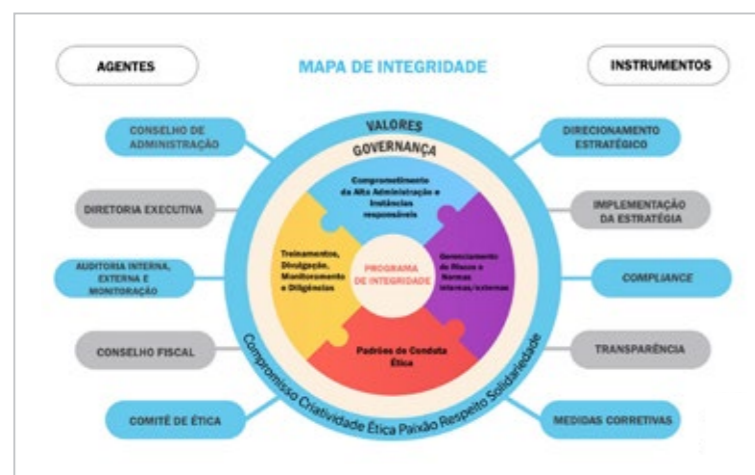 AGENTES
MAPA DE INTEGRIDADE
INSTRUMENTOS
CONSELHO DE
ADMINISTRAÇÃO
DIRETORIA EXECUTIVA
AUDITORIA INTERNA,
EXTERNA E
MONITORAÇÃO
CONSELHO FISCAL
COMITÊ DE ÉTICA
VALORES
GOVERNANÇA
Comprometimento
da Alta Administração e
Instâncias
responsáveis
Treinamentos,
Divulgação,
Monitoramento
e Diligências
PROGRAMA
DE INTEGRIDADE
Gerenciamento
de Riscos e
Normas
internas/externas
Padrões de Conduta
Ética
Compromisso Criatividade Ética Paixão Respeito Solidariedade
DIRECIONAMENTO
ESTRATÉGICO
IMPLEMENTAÇÃO
DA ESTRATÉGIA
COMPLIANCE
TRANSPARÊNCIA
MEDIDAS CORRETIVAS